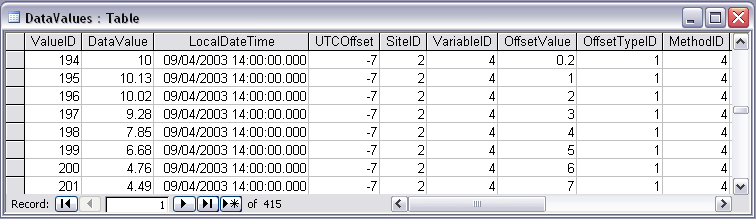 DataValues : Table
ValueID DataValue LocalDateTime UTCOffset SiteID VariableID OffsetValue OffsetTypeID MethodID
194 10 09/04/2003 14:00:00.000 -7 2 4 0.2 1 4
195 10.13 09/04/2003 14:00:00.000 -7 2 4 1 1 4
196 10.02 09/04/2003 14:00:00.000 -7 2 4 2 1 4
197 9.28 09/04/2003 14:00:00.000 -7 2 4 3 1 4
198 7.85 09/04/2003 14:00:00.000 -7 2 4 4 1 4
199 6.68 09/04/2003 14:00:00.000 -7 2 4 5 1 4
200 4.76 09/04/2003 14:00:00.000 -7 2 4 6 1 4
201 4.49 09/04/2003 14:00:00.000 -7 2 4 7 1 4
Record: 1 of 415